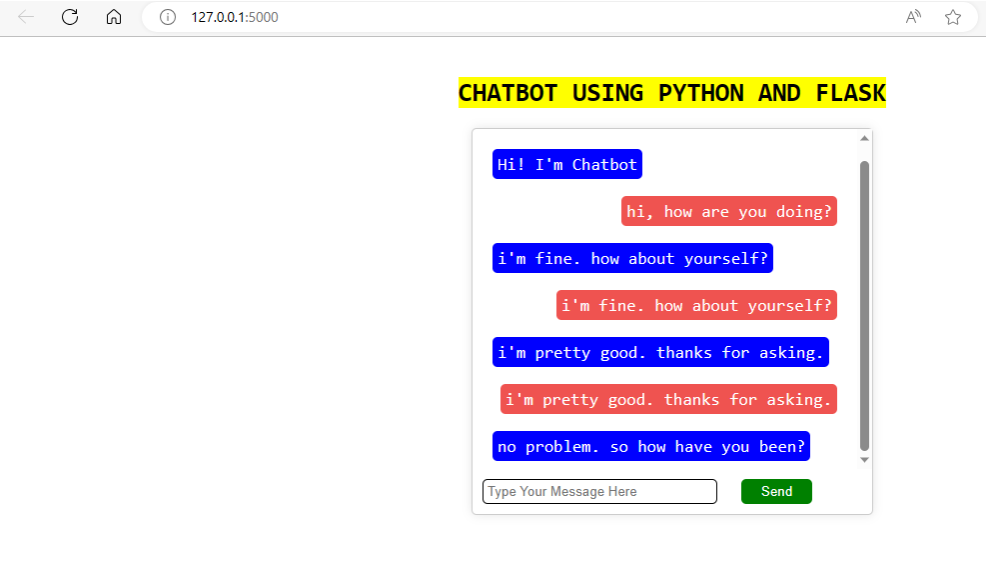 127.0.0.1:5000
CHATBOT USING PYTHON AND FLASK
Hi! I'm Chatbot
hi, how are you doing?
i'm fine. how about yourself?
i'm fine. how about yourself?
i'm pretty good. thanks for asking.
i'm pretty good. thanks for asking.
no problem. so how have you been?
Type Your Message Here
Send